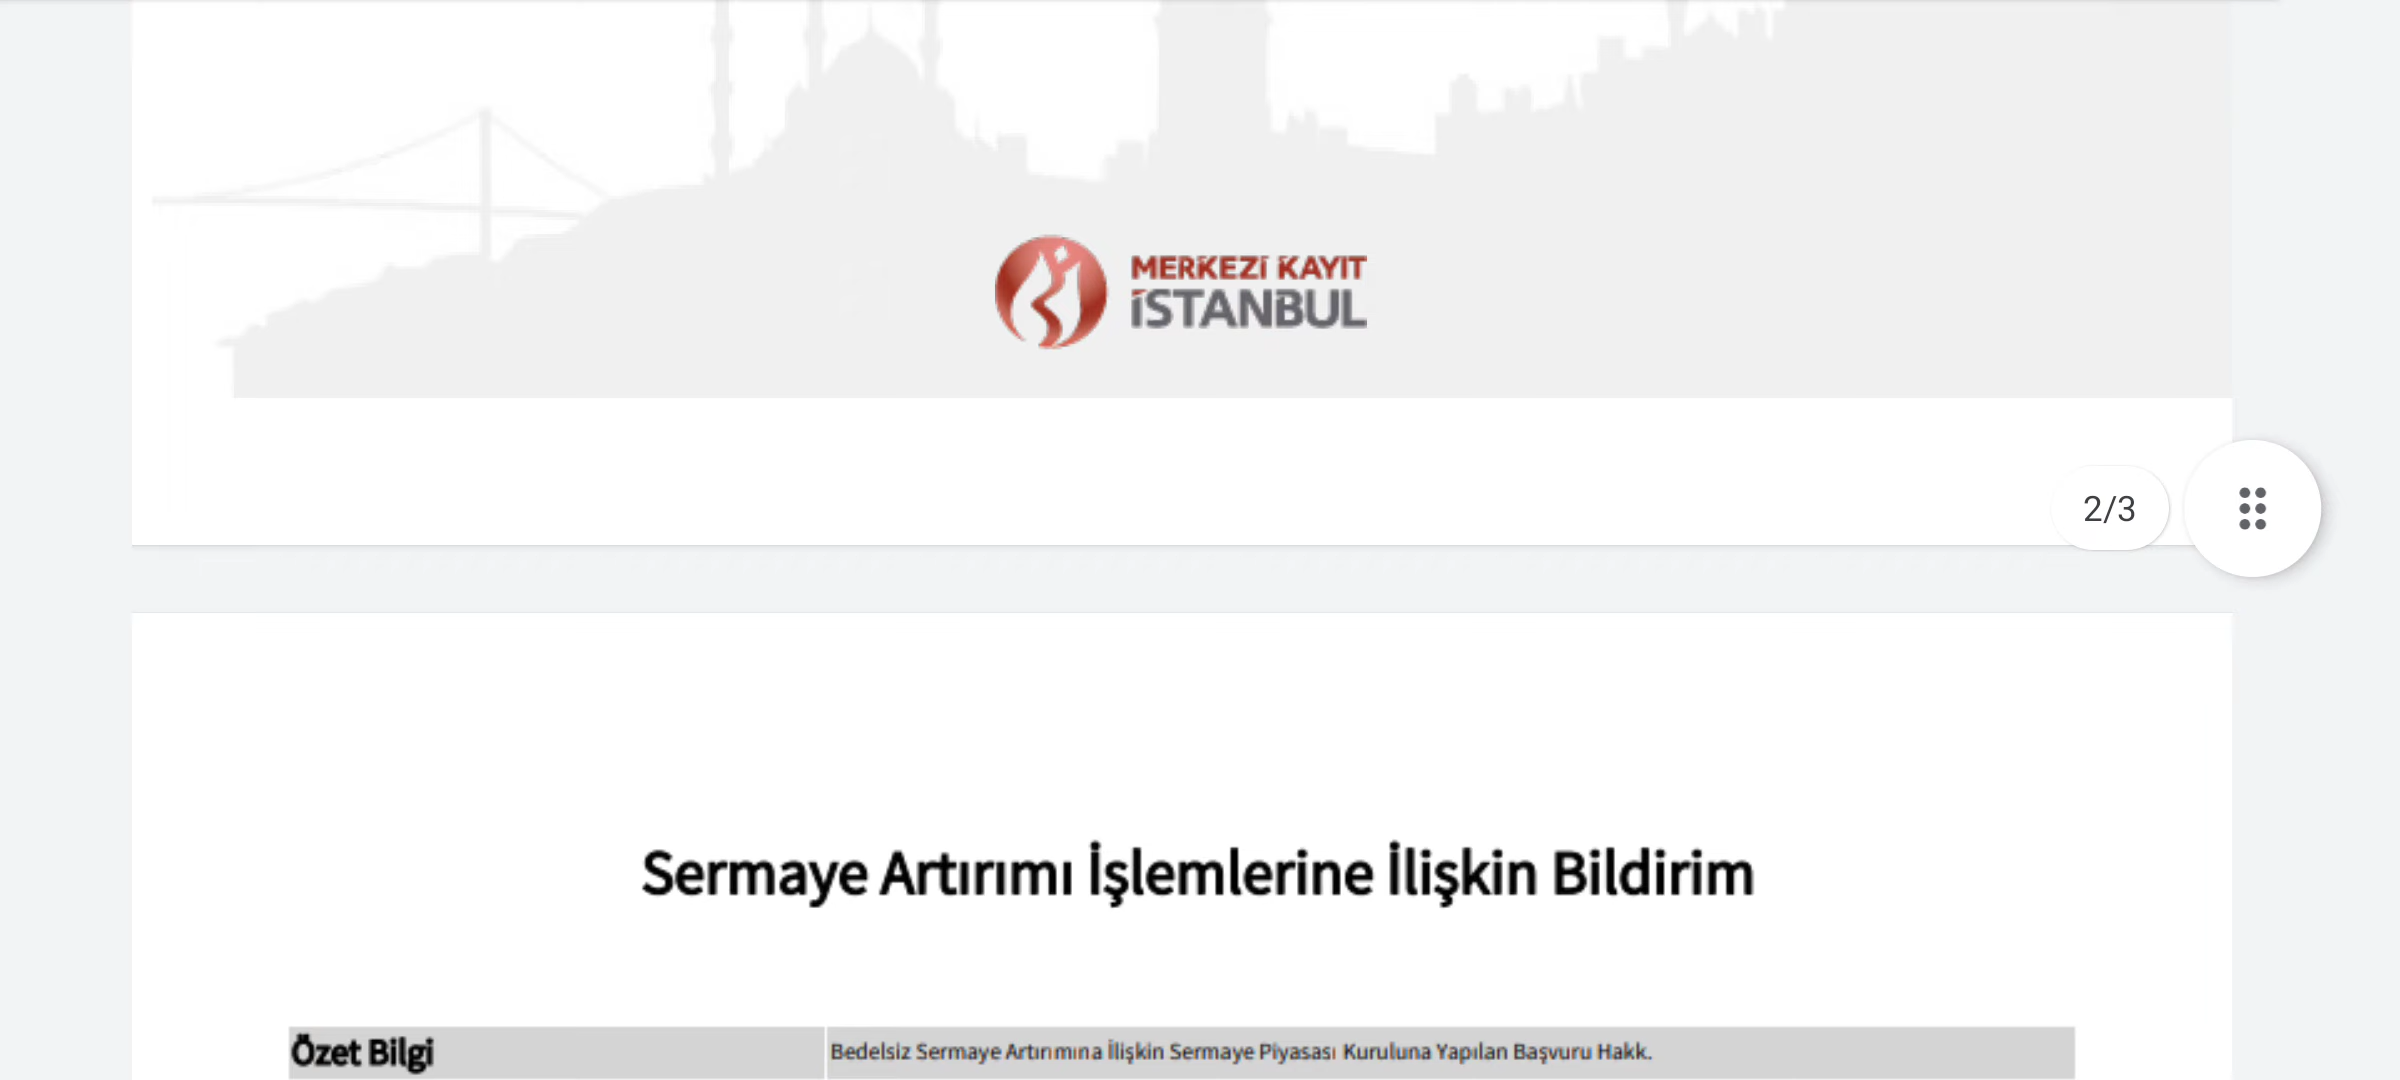 MERKEZİ KAYIT
İSTANBUL
2/3
Sermaye Artırımı İşlemlerine İlişkin Bildirim
Özet Bilgi
Bedelsiz Sermaye Artırımına İlişkin Sermaye Piyasası Kuruluna Yapılan Başvuru Hakk.